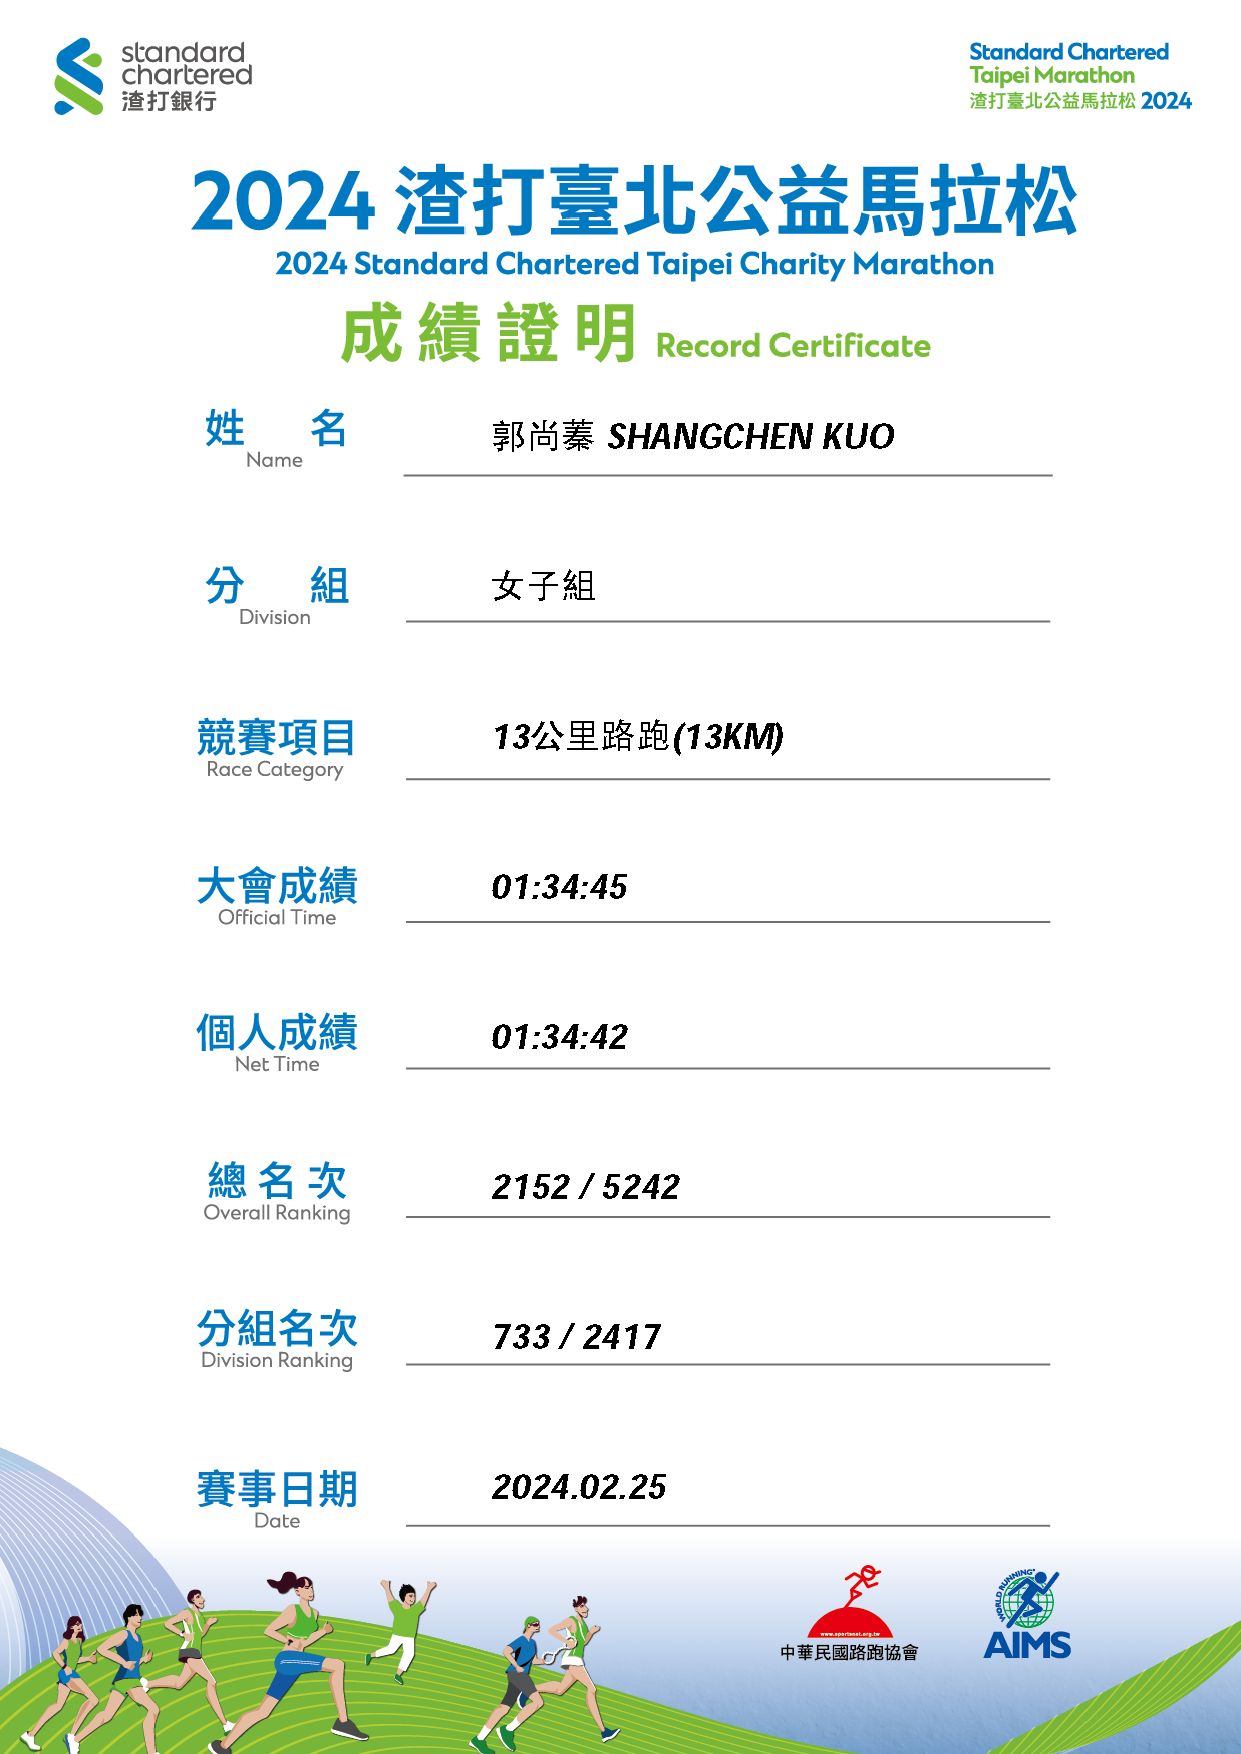 standard
chartered
渣打銀行
Standard Chartered
Taipei Marathon
渣打臺北公益馬拉松 2024
2024 渣打臺北公益馬拉松
2024 Standard Chartered Taipei Charity Marathon
成績證明 Record Certificate
姓名 郭尚蓁 SHANGCHEN KUO
Name
分組 女子組
Division
競賽項目 13公里路跑(13KM)
Race Category
大會成績 01:34:45
Official Time
個人成績 01:34:42
Net Time
總名次 2152 / 5242
Overall Ranking
分組名次 733 / 2417
Division Ranking
賽事日期 2024.02.25
Date
www.sportsnet.org.tw
中華民國路跑協會
WORLD RUNNING
AIMS